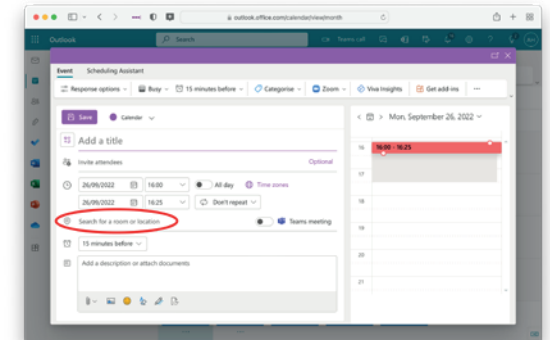 outlook.office.com/calendar/view/month
Outlook
Search
Teams call
Event Scheduling Assistant
Response options Busy 15 minutes before Categorise Zoom Viva Insights Get add-ins
Save Calendar
Mon, September 26, 2022
Add a title
Invite attendees Optional
26/09/2022 16:00 All day Time zones
26/09/2022 16:25 Don't repeat
Search for a room or location Teams meeting
15 minutes before
Add a description or attach documents
16 16:00 - 16:25
17
18
19
20
21